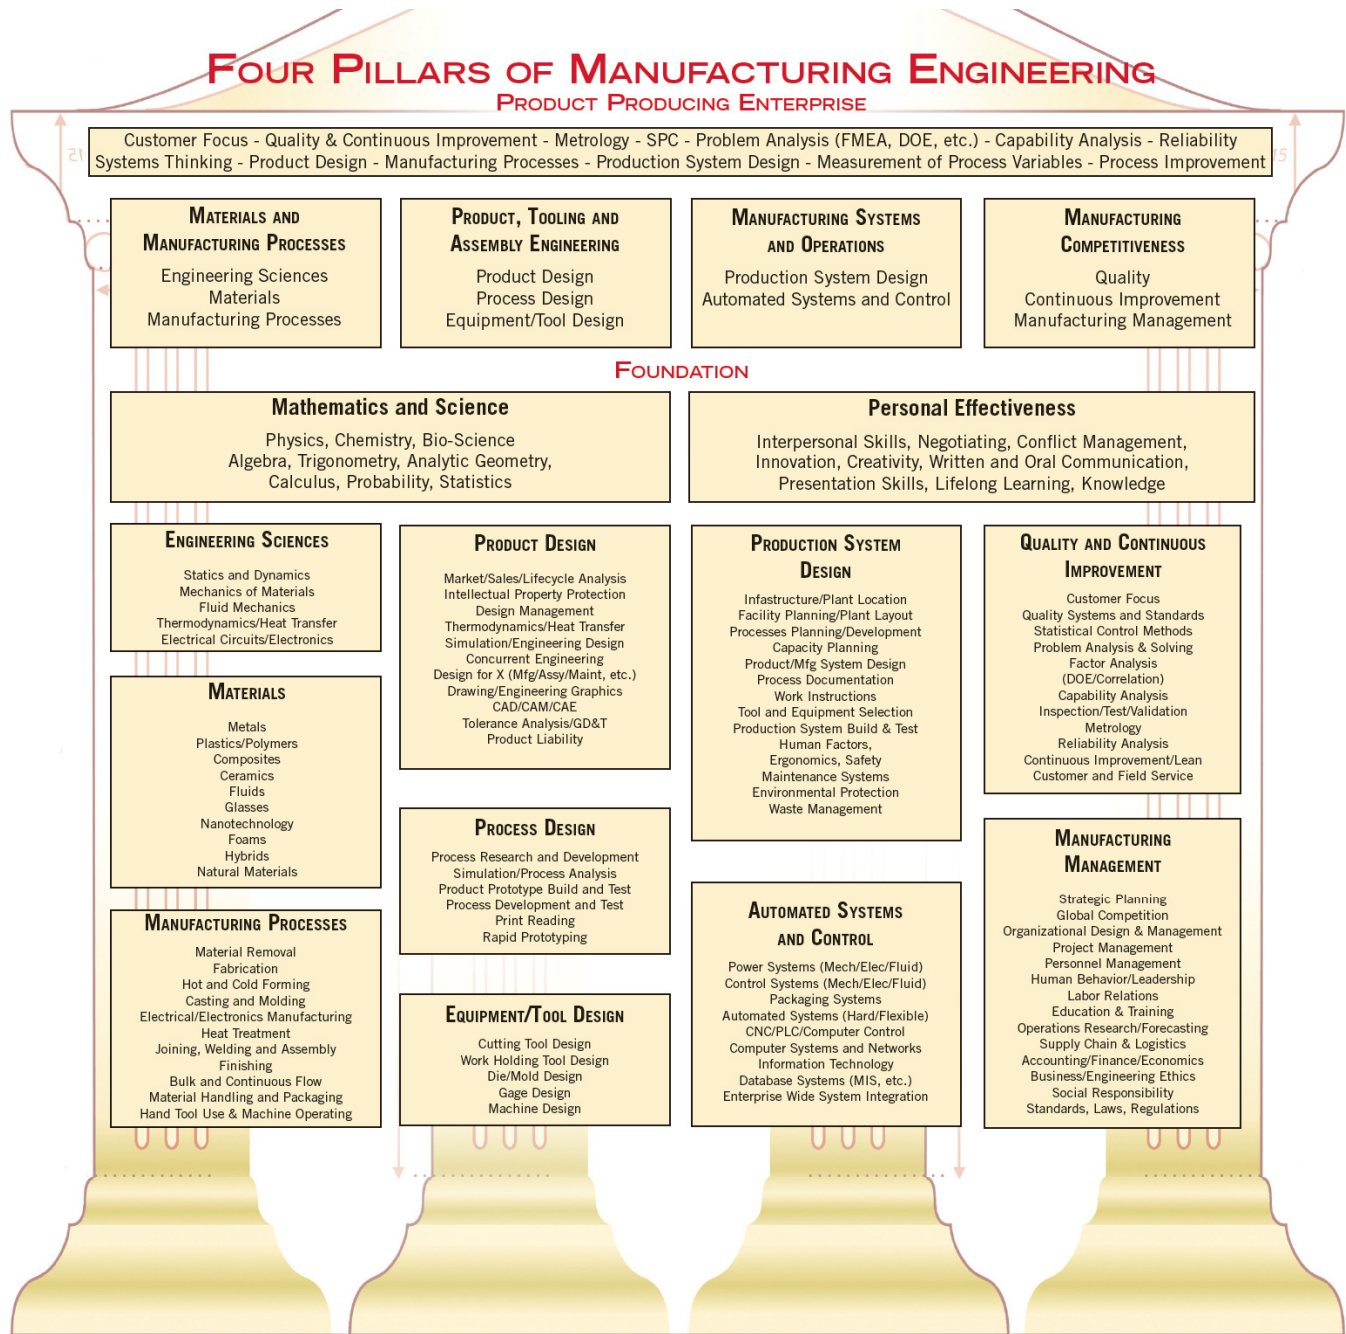 Four Pillars of Manufacturing Engineering
Product Producing Enterprise
Customer Focus - Quality & Continuous Improvement - Metrology - SPC - Problem Analysis (FMEA, DOE, etc.) - Capability Analysis - Reliability
Systems Thinking - Product Design - Manufacturing Processes - Production System Design - Measurement of Process Variables - Process Improvement
15
15
Materials and
Manufacturing Processes
Engineering Sciences
Materials
Manufacturing Processes
Product, Tooling and
Assembly Engineering
Product Design
Process Design
Equipment/Tool Design
Manufacturing Systems
and Operations
Production System Design
Automated Systems and Control
Manufacturing
Competitiveness
Quality
Continuous Improvement
Manufacturing Management
Foundation
Mathematics and Science
Physics, Chemistry, Bio-Science
Algebra, Trigonometry, Analytic Geometry,
Calculus, Probability, Statistics
Personal Effectiveness
Interpersonal Skills, Negotiating, Conflict Management,
Innovation, Creativity, Written and Oral Communication,
Presentation Skills, Lifelong Learning, Knowledge
Engineering Sciences
Statics and Dynamics
Mechanics of Materials
Fluid Mechanics
Thermodynamics/Heat Transfer
Electrical Circuits/Electronics
Materials
Metals
Plastics/Polymers
Composites
Ceramics
Fluids
Glasses
Nanotechnology
Foams
Hybrids
Natural Materials
Manufacturing Processes
Material Removal
Fabrication
Hot and Cold Forming
Casting and Molding
Electrical/Electronics Manufacturing
Heat Treatment
Joining, Welding and Assembly
Finishing
Bulk and Continuous Flow
Material Handling and Packaging
Hand Tool Use & Machine Operating
Product Design
Market/Sales/Lifecycle Analysis
Intellectual Property Protection
Design Management
Thermodynamics/Heat Transfer
Simulation/Engineering Design
Concurrent Engineering
Design for X (Mfg/Assy/Maint, etc.)
Drawing/Engineering Graphics
CAD/CAM/CAE
Tolerance Analysis/GD&T
Product Liability
Process Design
Process Research and Development
Simulation/Process Analysis
Product Prototype Build and Test
Process Development and Test
Print Reading
Rapid Prototyping
Equipment/Tool Design
Cutting Tool Design
Work Holding Tool Design
Die/Mold Design
Gage Design
Machine Design
Production System
Design
Infastructure/Plant Location
Facility Planning/Plant Layout
Processes Planning/Development
Capacity Planning
Product/Mfg System Design
Process Documentation
Work Instructions
Tool and Equipment Selection
Production System Build & Test
Human Factors,
Ergonomics, Safety
Maintenance Systems
Environmental Protection
Waste Management
Automated Systems
and Control
Power Systems (Mech/Elec/Fluid)
Control Systems (Mech/Elec/Fluid)
Packaging Systems
Automated Systems (Hard/Flexible)
CNC/PLC/Computer Control
Computer Systems and Networks
Information Technology
Database Systems (MIS, etc.)
Enterprise Wide System Integration
Quality and Continuous
Improvement
Customer Focus
Quality Systems and Standards
Statistical Control Methods
Problem Analysis & Solving
Factor Analysis
(DOE/Correlation)
Capability Analysis
Inspection/Test/Validation
Metrology
Reliability Analysis
Continuous Improvement/Lean
Customer and Field Service
Manufacturing
Management
Strategic Planning
Global Competition
Organizational Design & Management
Project Management
Personnel Management
Human Behavior/Leadership
Labor Relations
Education & Training
Operations Research/Forecasting
Supply Chain & Logistics
Accounting/Finance/Economics
Business/Engineering Ethics
Social Responsibility
Standards, Laws, Regulations